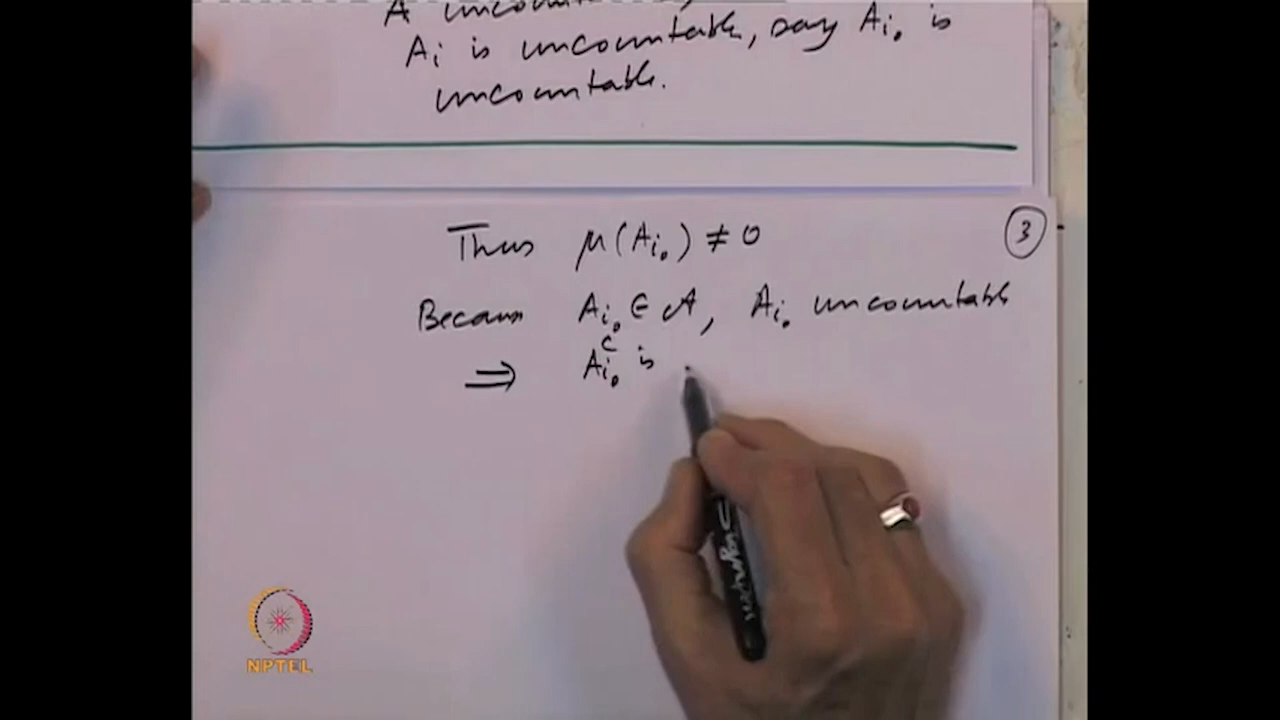 A
Ai is uncountable, say Ai₀ is
uncountable.
3
Thus μ(Ai₀) ≠ 0
Because Ai₀ ∈ 𝒜, Ai₀ uncountable
⇒ Ai₀ᶜ is
NPTEL